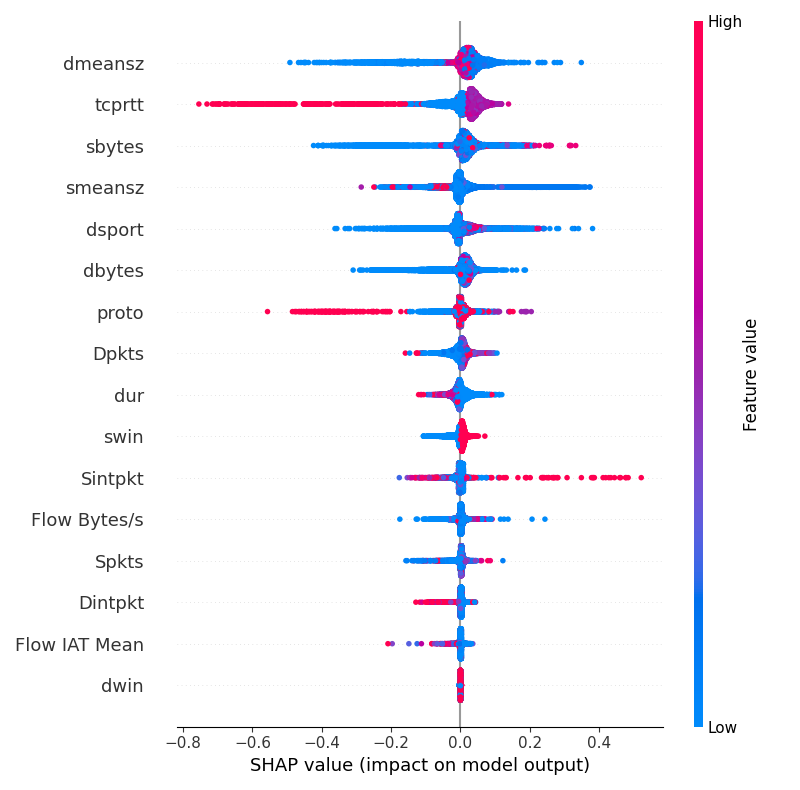 High
dmeansz
tcprtt
sbytes
smeansz
dsport
dbytes
proto
Dpkts
dur
swin
Sintpkt
Flow Bytes/s
Spkts
Dintpkt
Flow IAT Mean
dwin
Feature value
Low
−0.8 −0.6 −0.4 −0.2 0.0 0.2 0.4
SHAP value (impact on model output)